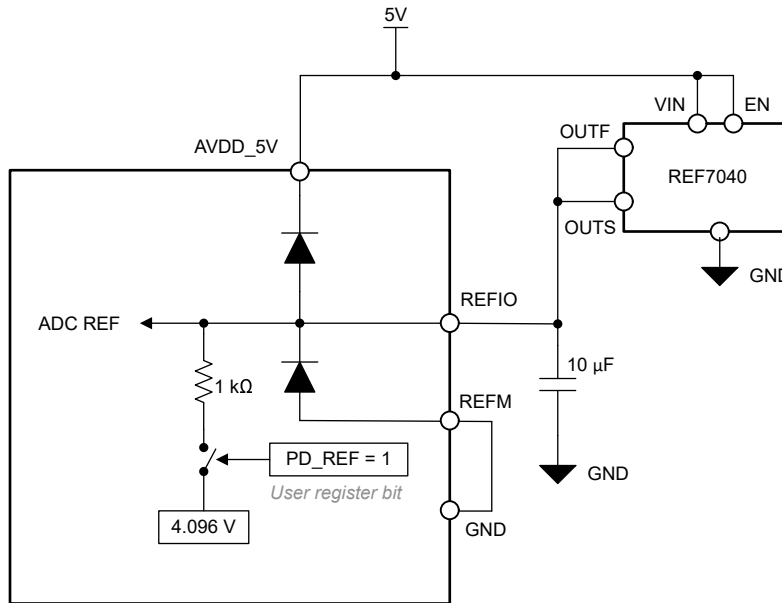 5V
VIN
EN
OUTF
AVDD_5V
REF7040
OUTS
GND
REFIO
ADC REF
10 µF
1 kΩ
REFM
PD_REF = 1
GND
User register bit
4.096 V
GND